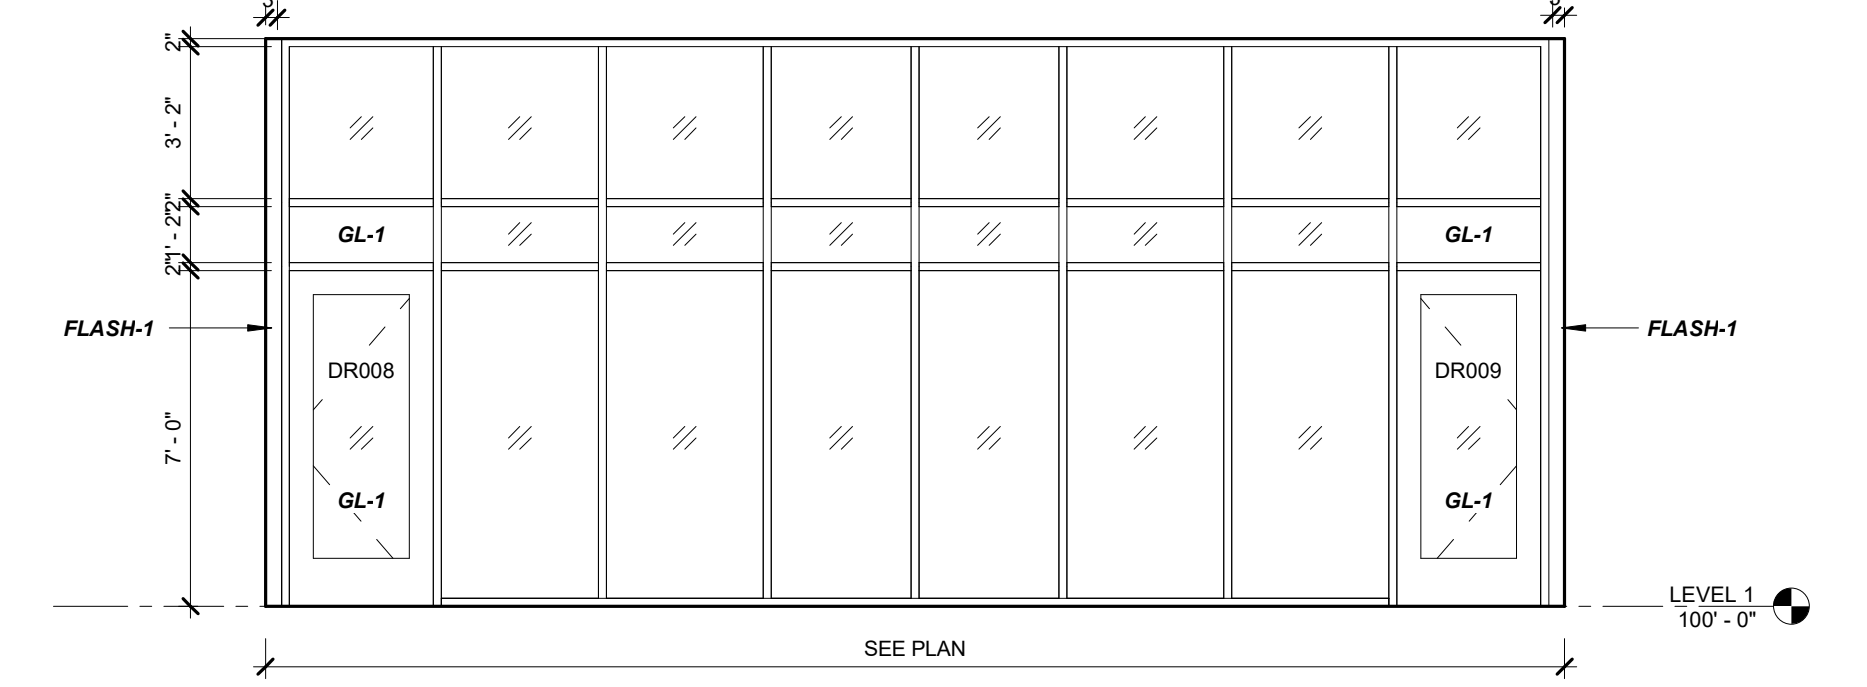 2"
3' - 2"
2"
1' - 2"
2"
7' - 0"
GL-1
GL-1
FLASH-1
FLASH-1
DR008
DR009
GL-1
GL-1
LEVEL 1
100' - 0"
SEE PLAN